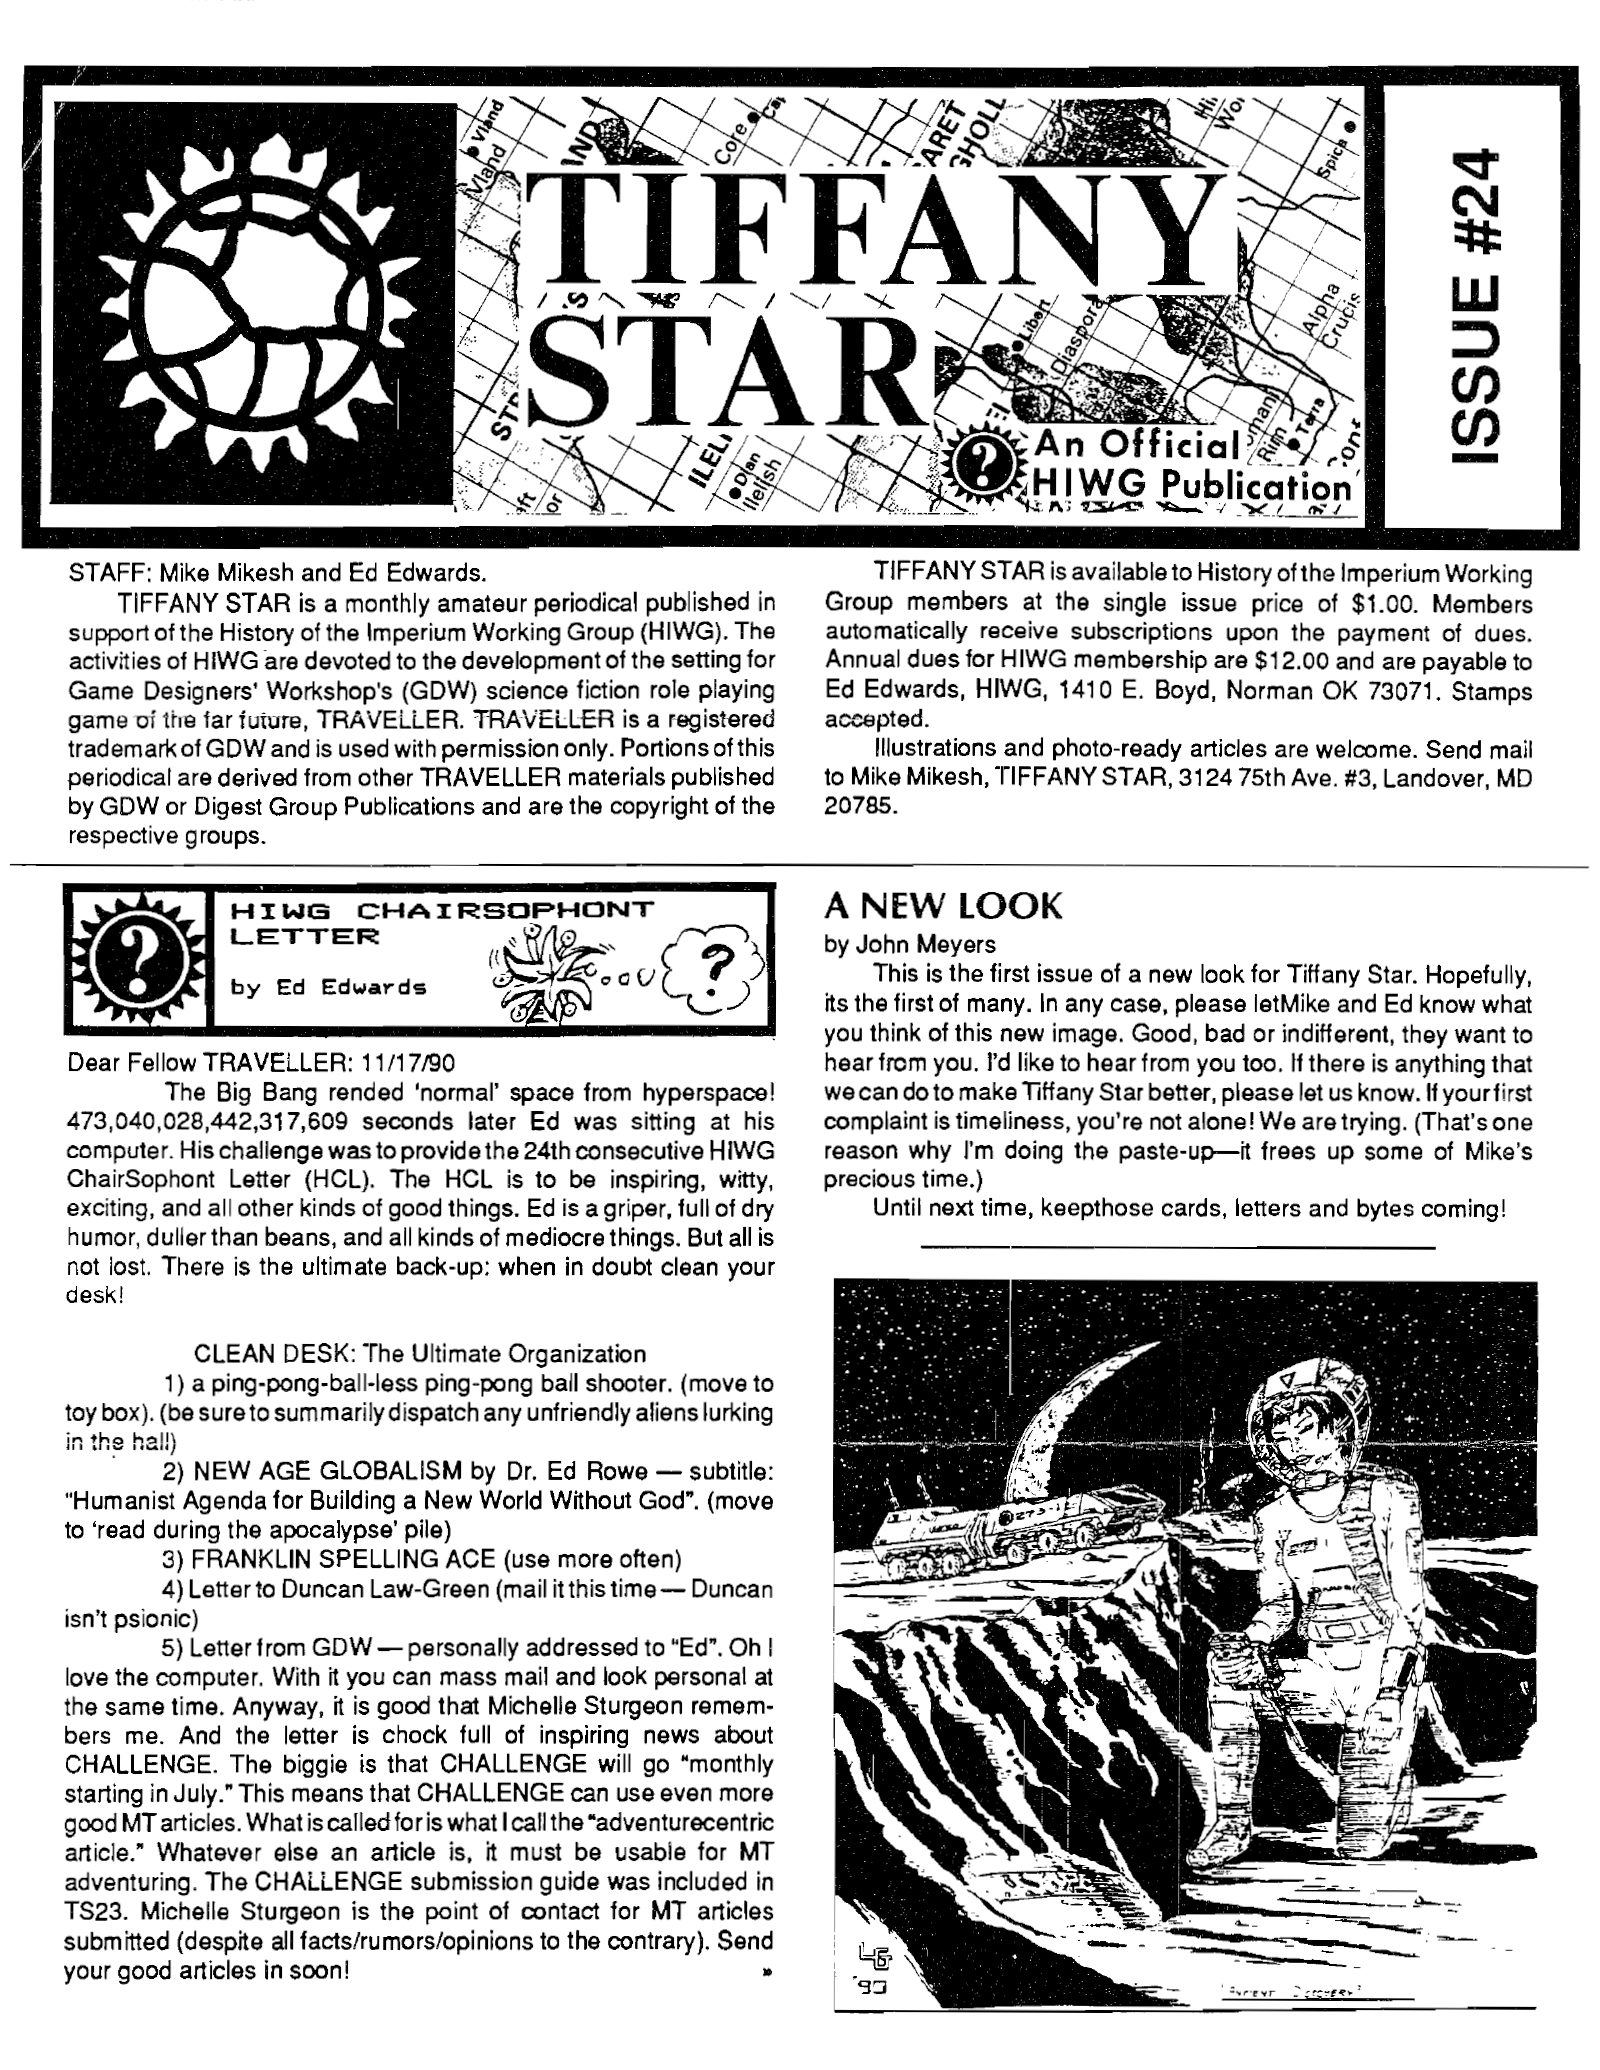 TIFFANY
STAR
An Official
HIWG Publication
ISSUE #24
Vland
Vland
Core
Spica
Alpha
Crucis
Diaspora
Rim
Terra
Dlan
Ilelish
STAFF: Mike Mikesh and Ed Edwards.
TIFFANY STAR is a monthly amateur periodical published in
support of the History of the Imperium Working Group (HIWG). The
activities of HIWG are devoted to the development of the setting for
Game Designers' Workshop's (GDW) science fiction role playing
game of the far future, TRAVELLER. TRAVELLER is a registered
trademark of GDW and is used with permission only. Portions of this
periodical are derived from other TRAVELLER materials published
by GDW or Digest Group Publications and are the copyright of the
respective groups.
TIFFANY STAR is available to History of the Imperium Working
Group members at the single issue price of $1.00. Members
automatically receive subscriptions upon the payment of dues.
Annual dues for HIWG membership are $12.00 and are payable to
Ed Edwards, HIWG, 1410 E. Boyd, Norman OK 73071. Stamps
accepted.
Illustrations and photo-ready articles are welcome. Send mail
to Mike Mikesh, TIFFANY STAR, 3124 75th Ave. #3, Landover, MD
20785.
HIWG CHAIRSOPHONT
LETTER
by Ed Edwards
Dear Fellow TRAVELLER: 11/17/90
The Big Bang rended 'normal' space from hyperspace!
473,040,028,442,317,609 seconds later Ed was sitting at his
computer. His challenge was to provide the 24th consecutive HIWG
ChairSophont Letter (HCL). The HCL is to be inspiring, witty,
exciting, and all other kinds of good things. Ed is a griper, full of dry
humor, duller than beans, and all kinds of mediocre things. But all is
not lost. There is the ultimate back-up: when in doubt clean your
desk!
CLEAN DESK: The Ultimate Organization
1) a ping-pong-ball-less ping-pong ball shooter. (move to
toy box). (be sure to summarily dispatch any unfriendly aliens lurking
in the hall)
2) NEW AGE GLOBALISM by Dr. Ed Rowe — subtitle:
"Humanist Agenda for Building a New World Without God". (move
to 'read during the apocalypse' pile)
3) FRANKLIN SPELLING ACE (use more often)
4) Letter to Duncan Law-Green (mail it this time — Duncan
isn't psionic)
5) Letter from GDW — personally addressed to "Ed". Oh I
love the computer. With it you can mass mail and look personal at
the same time. Anyway, it is good that Michelle Sturgeon remem-
bers me. And the letter is chock full of inspiring news about
CHALLENGE. The biggie is that CHALLENGE will go "monthly
starting in July." This means that CHALLENGE can use even more
good MT articles. What is called for is what I call the "adventurecentric
article." Whatever else an article is, it must be usable for MT
adventuring. The CHALLENGE submission guide was included in
TS23. Michelle Sturgeon is the point of contact for MT articles
submitted (despite all facts/rumors/opinions to the contrary). Send
your good articles in soon! »
A NEW LOOK
by John Meyers
This is the first issue of a new look for Tiffany Star. Hopefully,
its the first of many. In any case, please let Mike and Ed know what
you think of this new image. Good, bad or indifferent, they want to
hear from you. I'd like to hear from you too. If there is anything that
we can do to make Tiffany Star better, please let us know. If your first
complaint is timeliness, you're not alone! We are trying. (That's one
reason why I'm doing the paste-up—it frees up some of Mike's
precious time.)
Until next time, keep those cards, letters and bytes coming!
LG
'90